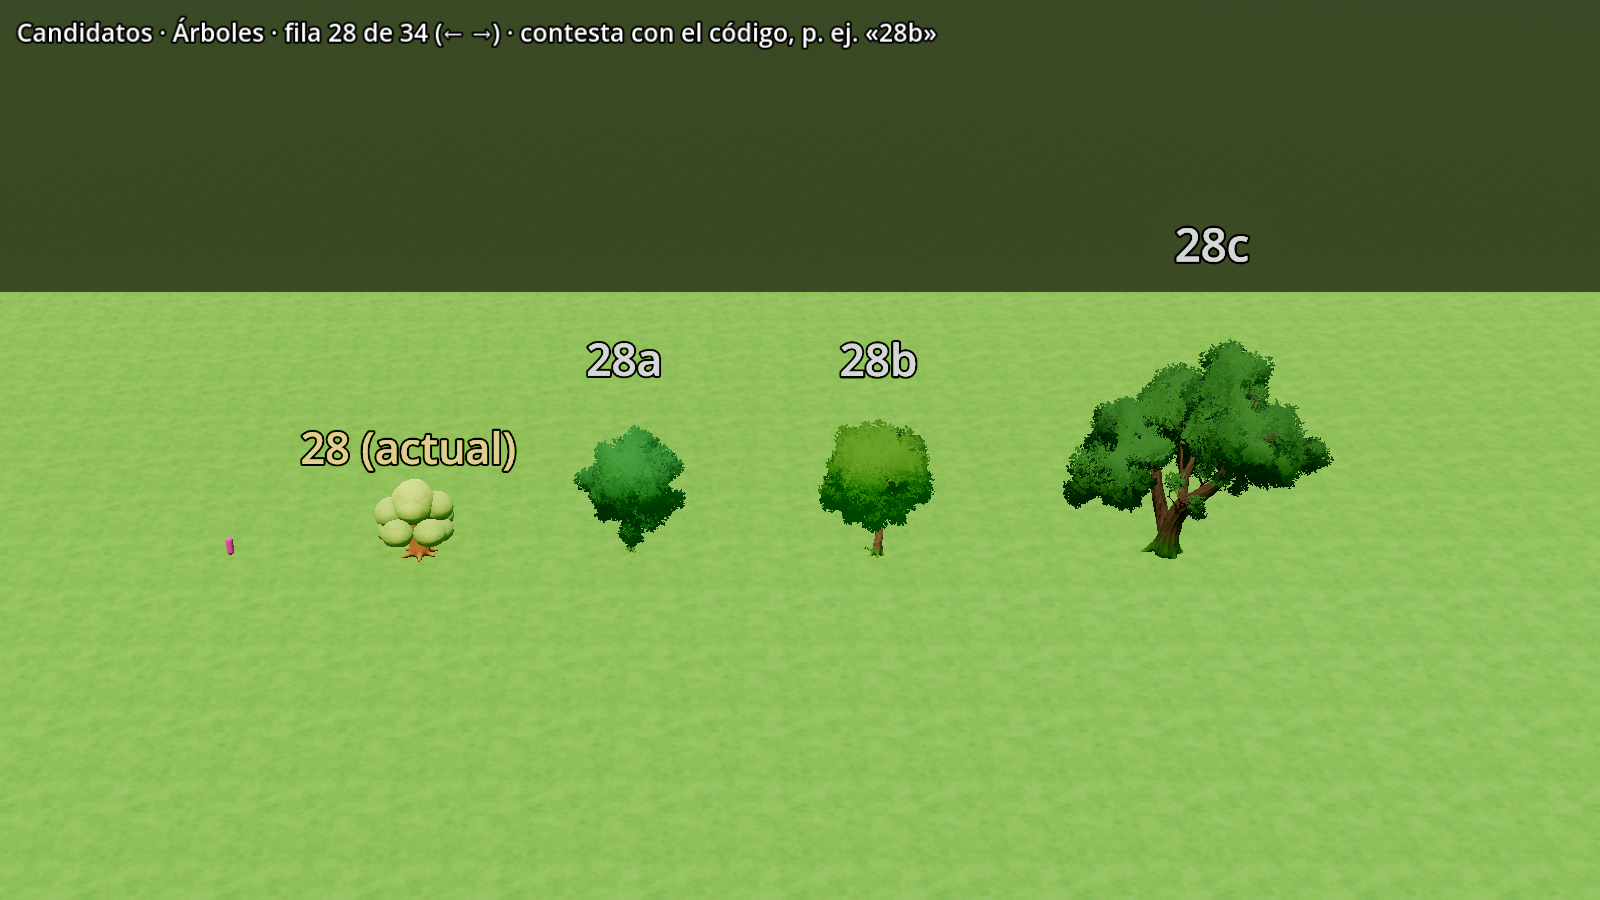 Candidatos · Árboles · fila 28 de 34 (← →) · contesta con el código, p. ej. «28b»
28c
28a
28b
28 (actual)